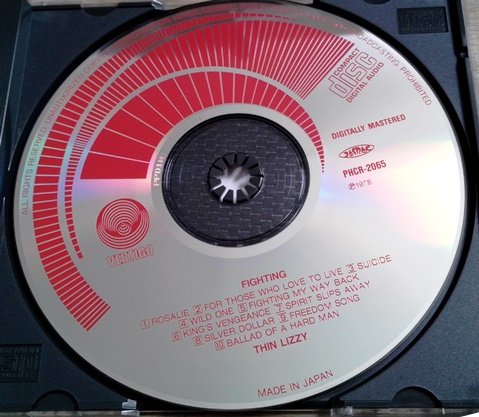 ALL RIGHTS RESERVED
BROADCASTING PROHIBITED
COMPACT
disc
DIGITAL AUDIO
DIGITALLY MASTERED
JASRAC
PHCR-2065
Ⓟ1978
VERTIGO
FIGHTING
1 ROSALIE 2 FOR THOSE WHO LOVE TO LIVE 3 SUICIDE
4 WILD ONE 5 FIGHTING MY WAY BACK
6 KING'S VENGEANCE 7 SPIRIT SLIPS AWAY
8 SILVER DOLLAR 9 FREEDOM SONG
10 BALLAD OF A HARD MAN
THIN LIZZY
MADE IN JAPAN